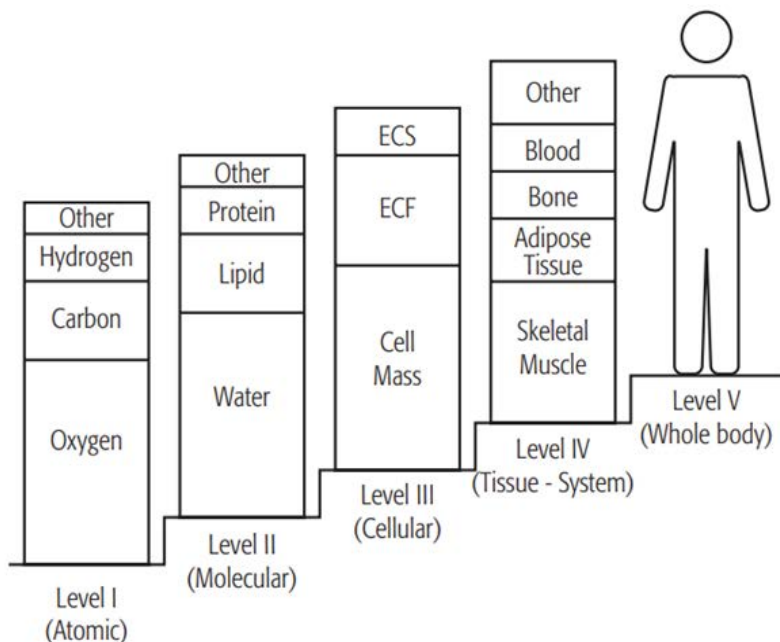 Other
Hydrogen
Carbon
Oxygen
Level I
(Atomic)
Other
Protein
Lipid
Water
Level II
(Molecular)
ECS
ECF
Cell
Mass
Level III
(Cellular)
Other
Blood
Bone
Adipose
Tissue
Skeletal
Muscle
Level IV
(Tissue - System)
Level V
(Whole body)